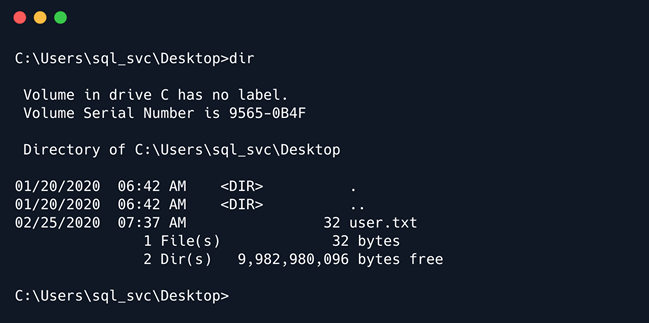 C:\Users\sql_svc\Desktop>dir
Volume in drive C has no label.
Volume Serial Number is 9565-0B4F
Directory of C:\Users\sql_svc\Desktop
01/20/2020  06:42 AM    <DIR>          .
01/20/2020  06:42 AM    <DIR>          ..
02/25/2020  07:37 AM                32 user.txt
1 File(s)             32 bytes
2 Dir(s)   9,982,980,096 bytes free
C:\Users\sql_svc\Desktop>